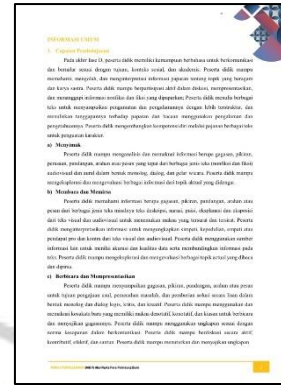 INFORMASI UMUM
1. Capaian Pembelajaran
Pada akhir fase D, peserta didik memiliki kemampuan berbahasa untuk berkomunikasi
dan bernalar sesuai dengan tujuan, konteks sosial, dan akademis. Peserta didik mampu
memahami, mengolah, dan menginterpretasi informasi paparan tentang topik yang beragam
dan karya sastra. Peserta didik mampu berpartisipasi aktif dalam diskusi, mempresentasikan,
dan menanggapi informasi nonfiksi dan fiksi yang dipaparkan; Peserta didik menulis berbagai
teks untuk menyampaikan pengamatan dan pengalamannya dengan lebih terstruktur, dan
menuliskan tanggapannya terhadap paparan dan bacaan menggunakan pengalaman dan
pengetahuannya. Peserta didik mengembangkan kompetensi diri melalui pajanan berbagai teks
untuk penguatan karakter.
a) Menyimak
Peserta didik mampu menganalisis dan memaknai informasi berupa gagasan, pikiran,
perasaan, pandangan, arahan atau pesan yang tepat dari berbagai jenis teks (nonfiksi dan fiksi)
audiovisual dan aural dalam bentuk monolog, dialog, dan gelar wicara. Peserta didik mampu
mengeksplorasi dan mengevaluasi berbagai informasi dari topik aktual yang didengar.
b) Membaca dan Memirsa
Peserta didik memahami informasi berupa gagasan, pikiran, pandangan, arahan atau
pesan dari berbagai jenis teks misalnya teks deskripsi, narasi, puisi, eksplanasi dan eksposisi
dari teks visual dan audiovisual untuk menemukan makna yang tersurat dan tersirat. Peserta
didik menginterpretasikan informasi untuk mengungkapkan simpati, kepedulian, empati atau
pendapat pro dan kontra dari teks visual dan audiovisual. Peserta didik menggunakan sumber
informasi lain untuk menilai akurasi dan kualitas data serta membandingkan informasi pada
teks. Peserta didik mampu mengeksplorasi dan mengevaluasi berbagai topik aktual yang dibaca
dan dipirsa.
c) Berbicara dan Mempresentasikan
Peserta didik mampu menyampaikan gagasan, pikiran, pandangan, arahan atau pesan
untuk tujuan pengajuan usul, pemecahan masalah, dan pemberian solusi secara lisan dalam
bentuk monolog dan dialog logis, kritis, dan kreatif. Peserta didik mampu menggunakan dan
memaknai kosakata baru yang memiliki makna denotatif, konotatif, dan kiasan untuk berbicara
dan menyajikan gagasannya. Peserta didik mampu menggunakan ungkapan sesuai dengan
norma kesopanan dalam berkomunikasi. Peserta didik mampu berdiskusi secara aktif,
kontributif, efektif, dan santun. Peserta didik mampu menuturkan dan menyajikan ungkapan